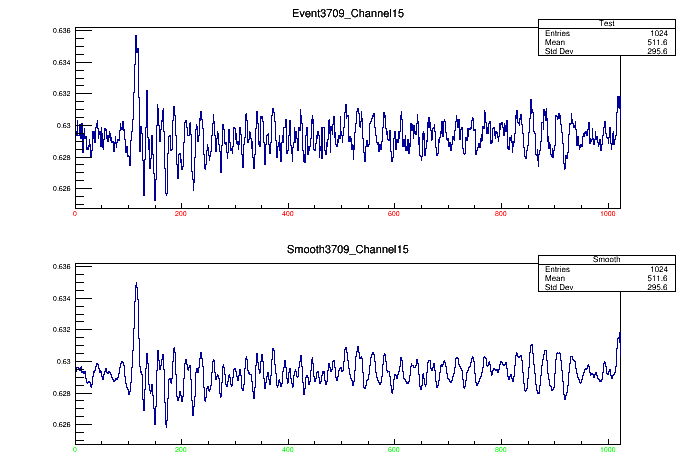 Event3709_Channel15
Test
Entries 1024
Mean 511.6
Std Dev 295.6
0.636
0.634
0.632
0.63
0.628
0.626
0 200 400 600 800 1000
Smooth3709_Channel15
Smooth
Entries 1024
Mean 511.6
Std Dev 295.6
0.636
0.634
0.632
0.63
0.628
0.626
0 200 400 600 800 1000